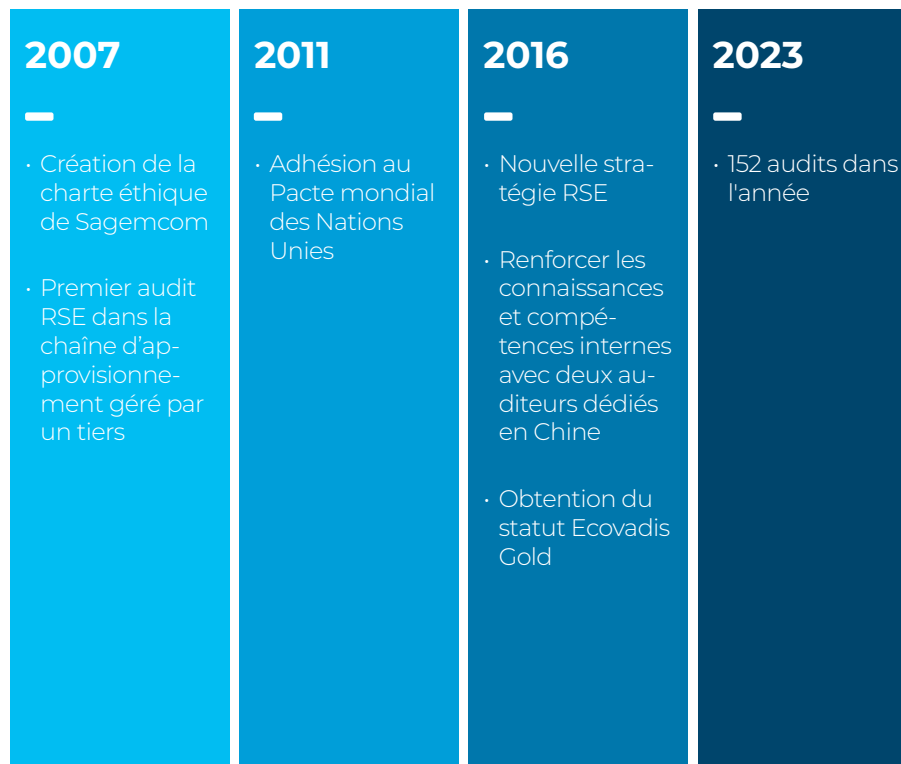 2007
· Création de la
charte éthique
de Sagemcom
· Premier audit
RSE dans la
chaîne d’ap-
provisionne-
ment géré par
un tiers
2011
· Adhésion au
Pacte mondial
des Nations
Unies
2016
· Nouvelle stra-
tégie RSE
· Renforcer les
connaissances
et compé-
tences internes
avec deux au-
diteurs dédiés
en Chine
· Obtention du
statut Ecovadis
Gold
2023
· 152 audits dans
l'année